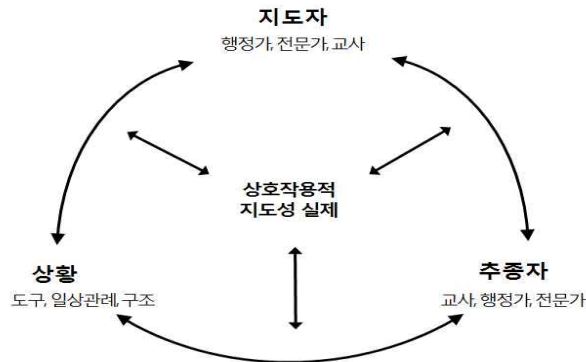 지도자
행정가, 전문가, 교사
상호작용적
지도성 실제
상황
도구, 일상관례, 구조
추종자
교사, 행정가, 전문가